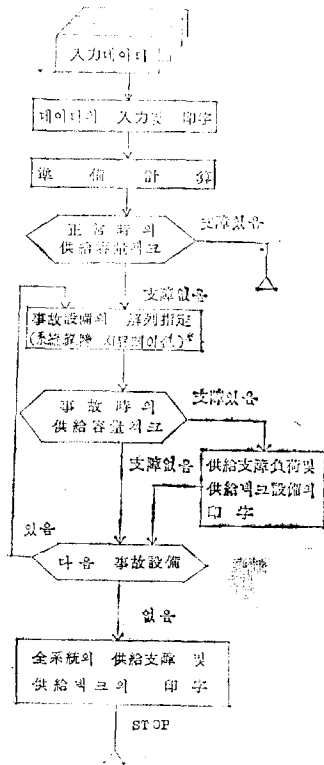 入力데이터
데이터의 入力및 印字
準備計算
正常時의
供給容量체크
支障있음
支障없음
事故設備의 解列指定
(系統
事故時의
供給容量체크
支障있음
支障없음
供給支障負荷및
供給넥크設備의
印字
있음
다음 事故設備
없음
全系統의 供給支障 및
供給넥크의 印字
STOP